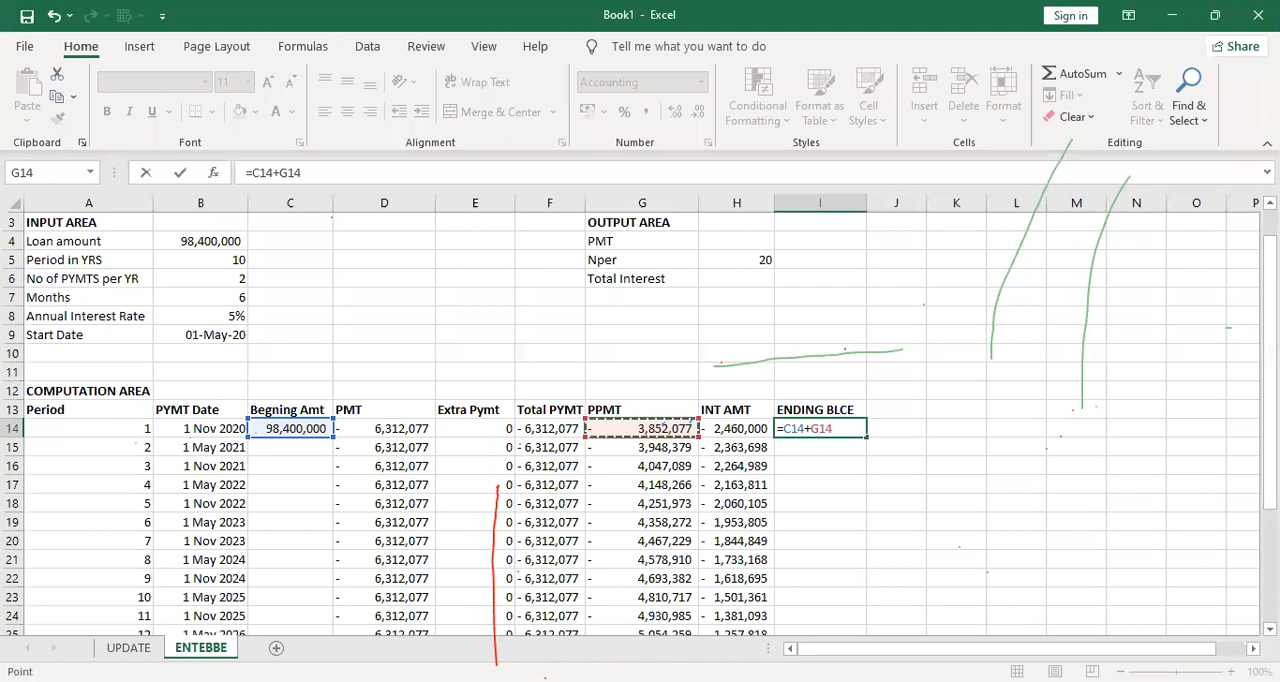 Book1 - Excel
Sign in
File Home Insert Page Layout Formulas Data Review View Help Tell me what you want to do Share
Paste
11 A A
B I U A
Wrap Text
Merge & Center
Accounting
% ,
Conditional Formatting
Format as Table
Cell Styles
Insert Delete Format
AutoSum
Fill
Clear
Sort & Filter
Find & Select
Clipboard Font Alignment Number Styles Cells Editing
G14 fx =C14+G14
A B C D E F G H I J K L M N O P
3 INPUT AREA OUTPUT AREA
4 Loan amount 98,400,000 PMT
5 Period in YRS 10 Nper 20
6 No of PYMTS per YR 2 Total Interest
7 Months 6
8 Annual Interest Rate 5%
9 Start Date 01-May-20
10
11
12 COMPUTATION AREA
13 Period PYMT Date Begning Amt PMT Extra Pymt Total PYMT PPMT INT AMT ENDING BLCE
14 1 1 Nov 2020 98,400,000 - 6,312,077 0 - 6,312,077 - 3,852,077 - 2,460,000 =C14+G14
15 2 1 May 2021 - 6,312,077 0 - 6,312,077 - 3,948,379 - 2,363,698
16 3 1 Nov 2021 - 6,312,077 0 - 6,312,077 - 4,047,089 - 2,264,989
17 4 1 May 2022 - 6,312,077 0 - 6,312,077 - 4,148,266 - 2,163,811
18 5 1 Nov 2022 - 6,312,077 0 - 6,312,077 - 4,251,973 - 2,060,105
19 6 1 May 2023 - 6,312,077 0 - 6,312,077 - 4,358,272 - 1,953,805
20 7 1 Nov 2023 - 6,312,077 0 - 6,312,077 - 4,467,229 - 1,844,849
21 8 1 May 2024 - 6,312,077 0 - 6,312,077 - 4,578,910 - 1,733,168
22 9 1 Nov 2024 - 6,312,077 0 - 6,312,077 - 4,693,382 - 1,618,695
23 10 1 May 2025 - 6,312,077 0 - 6,312,077 - 4,810,717 - 1,501,361
24 11 1 Nov 2025 - 6,312,077 0 - 6,312,077 - 4,930,985 - 1,381,093
25 12 1 May 2026 - 6,312,077 0 - 6,312,077 - 5,054,259 - 1,257,818
UPDATE ENTEBBE
Point 100%